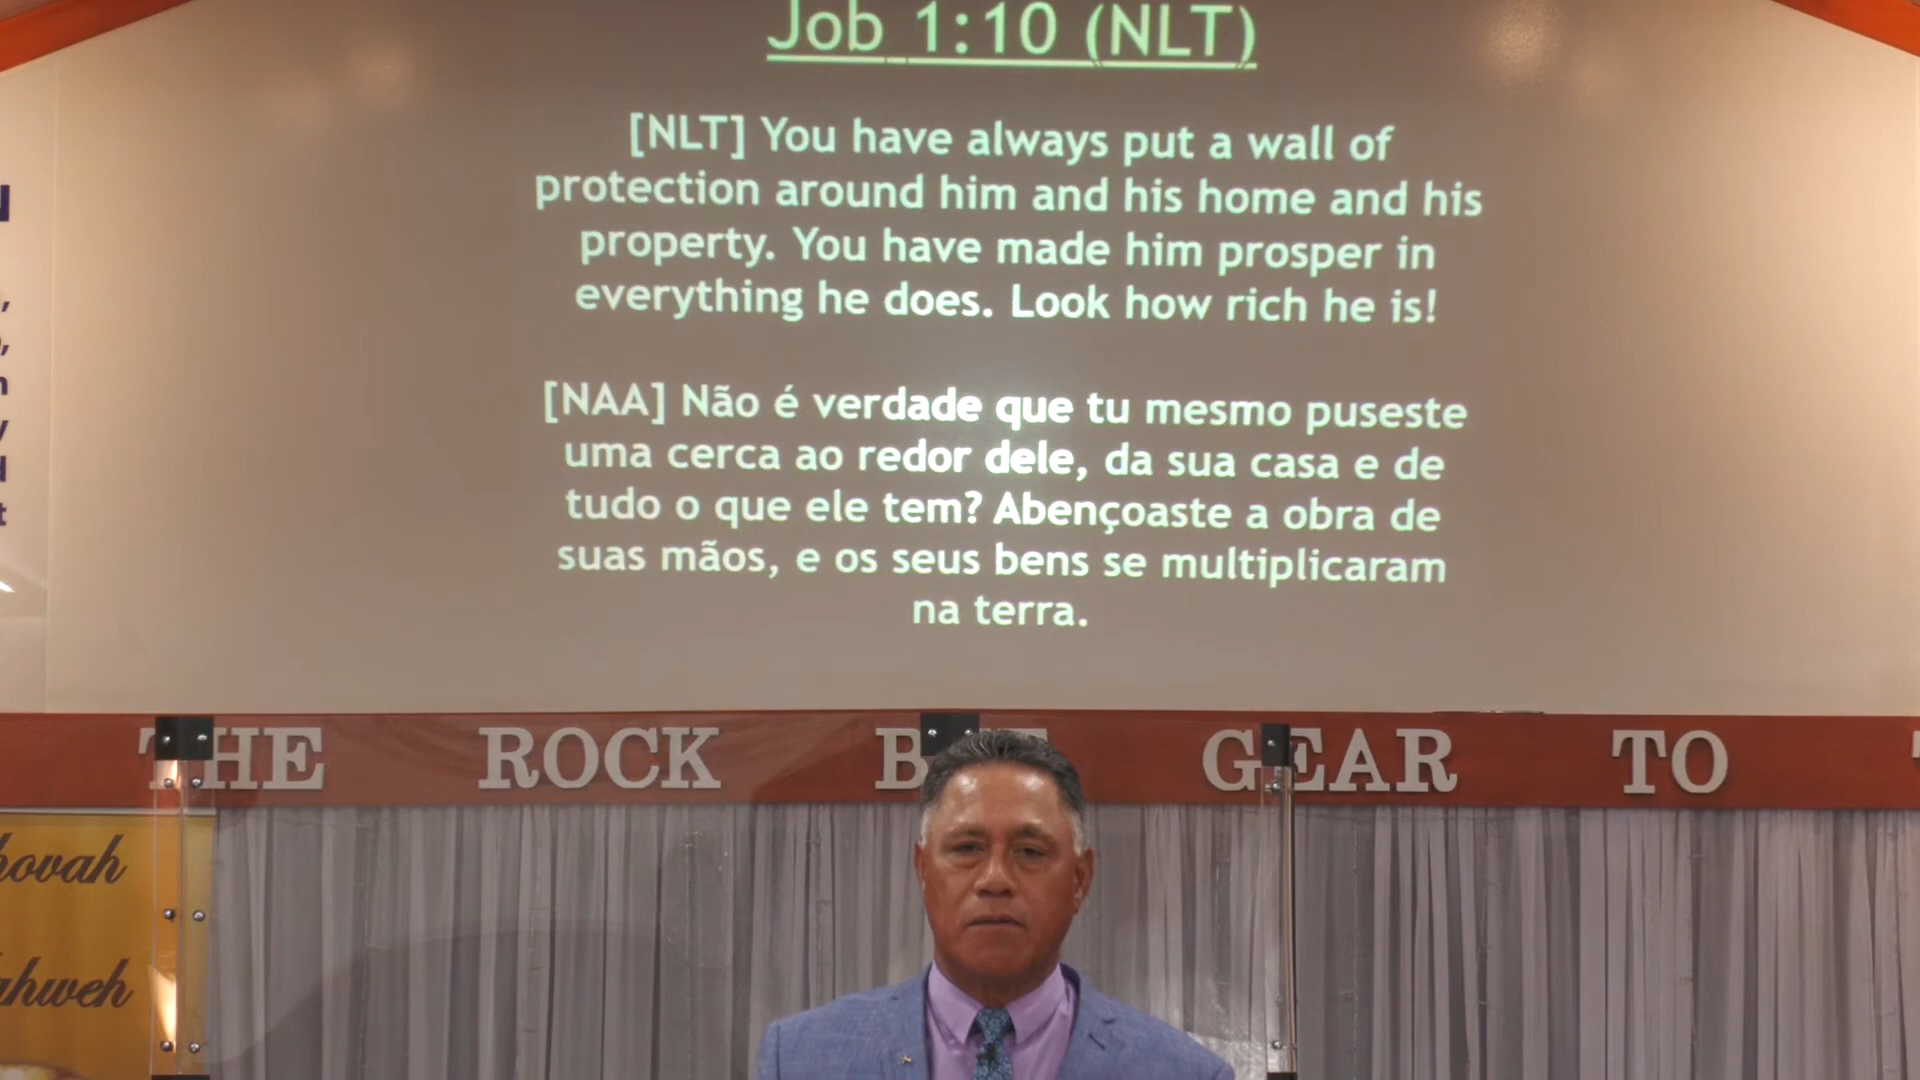 Job 1:10 (NLT)
[NLT] You have always put a wall of
protection around him and his home and his
property. You have made him prosper in
everything he does. Look how rich he is!
[NAA] Não é verdade que tu mesmo puseste
uma cerca ao redor dele, da sua casa e de
tudo o que ele tem? Abençoaste a obra de
suas mãos, e os seus bens se multiplicaram
na terra.
THE ROCK GEAR TO